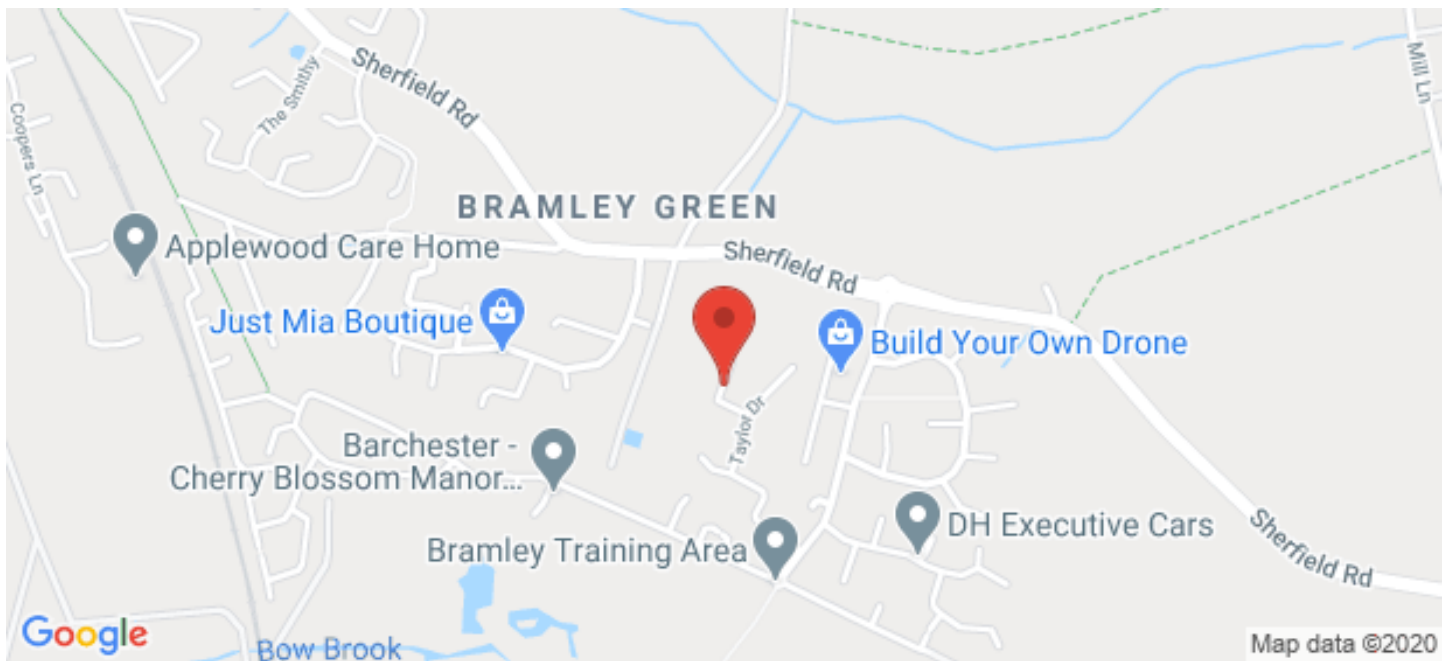 Sherfield Rd
The Smithy
Coopers Ln
Mill Ln
BRAMLEY GREEN
Applewood Care Home
Sherfield Rd
Just Mia Boutique
Build Your Own Drone
Taylor Dr
Barchester -
Cherry Blossom Manor...
DH Executive Cars
Bramley Training Area
Sherfield Rd
Google
Bow Brook
Map data ©2020